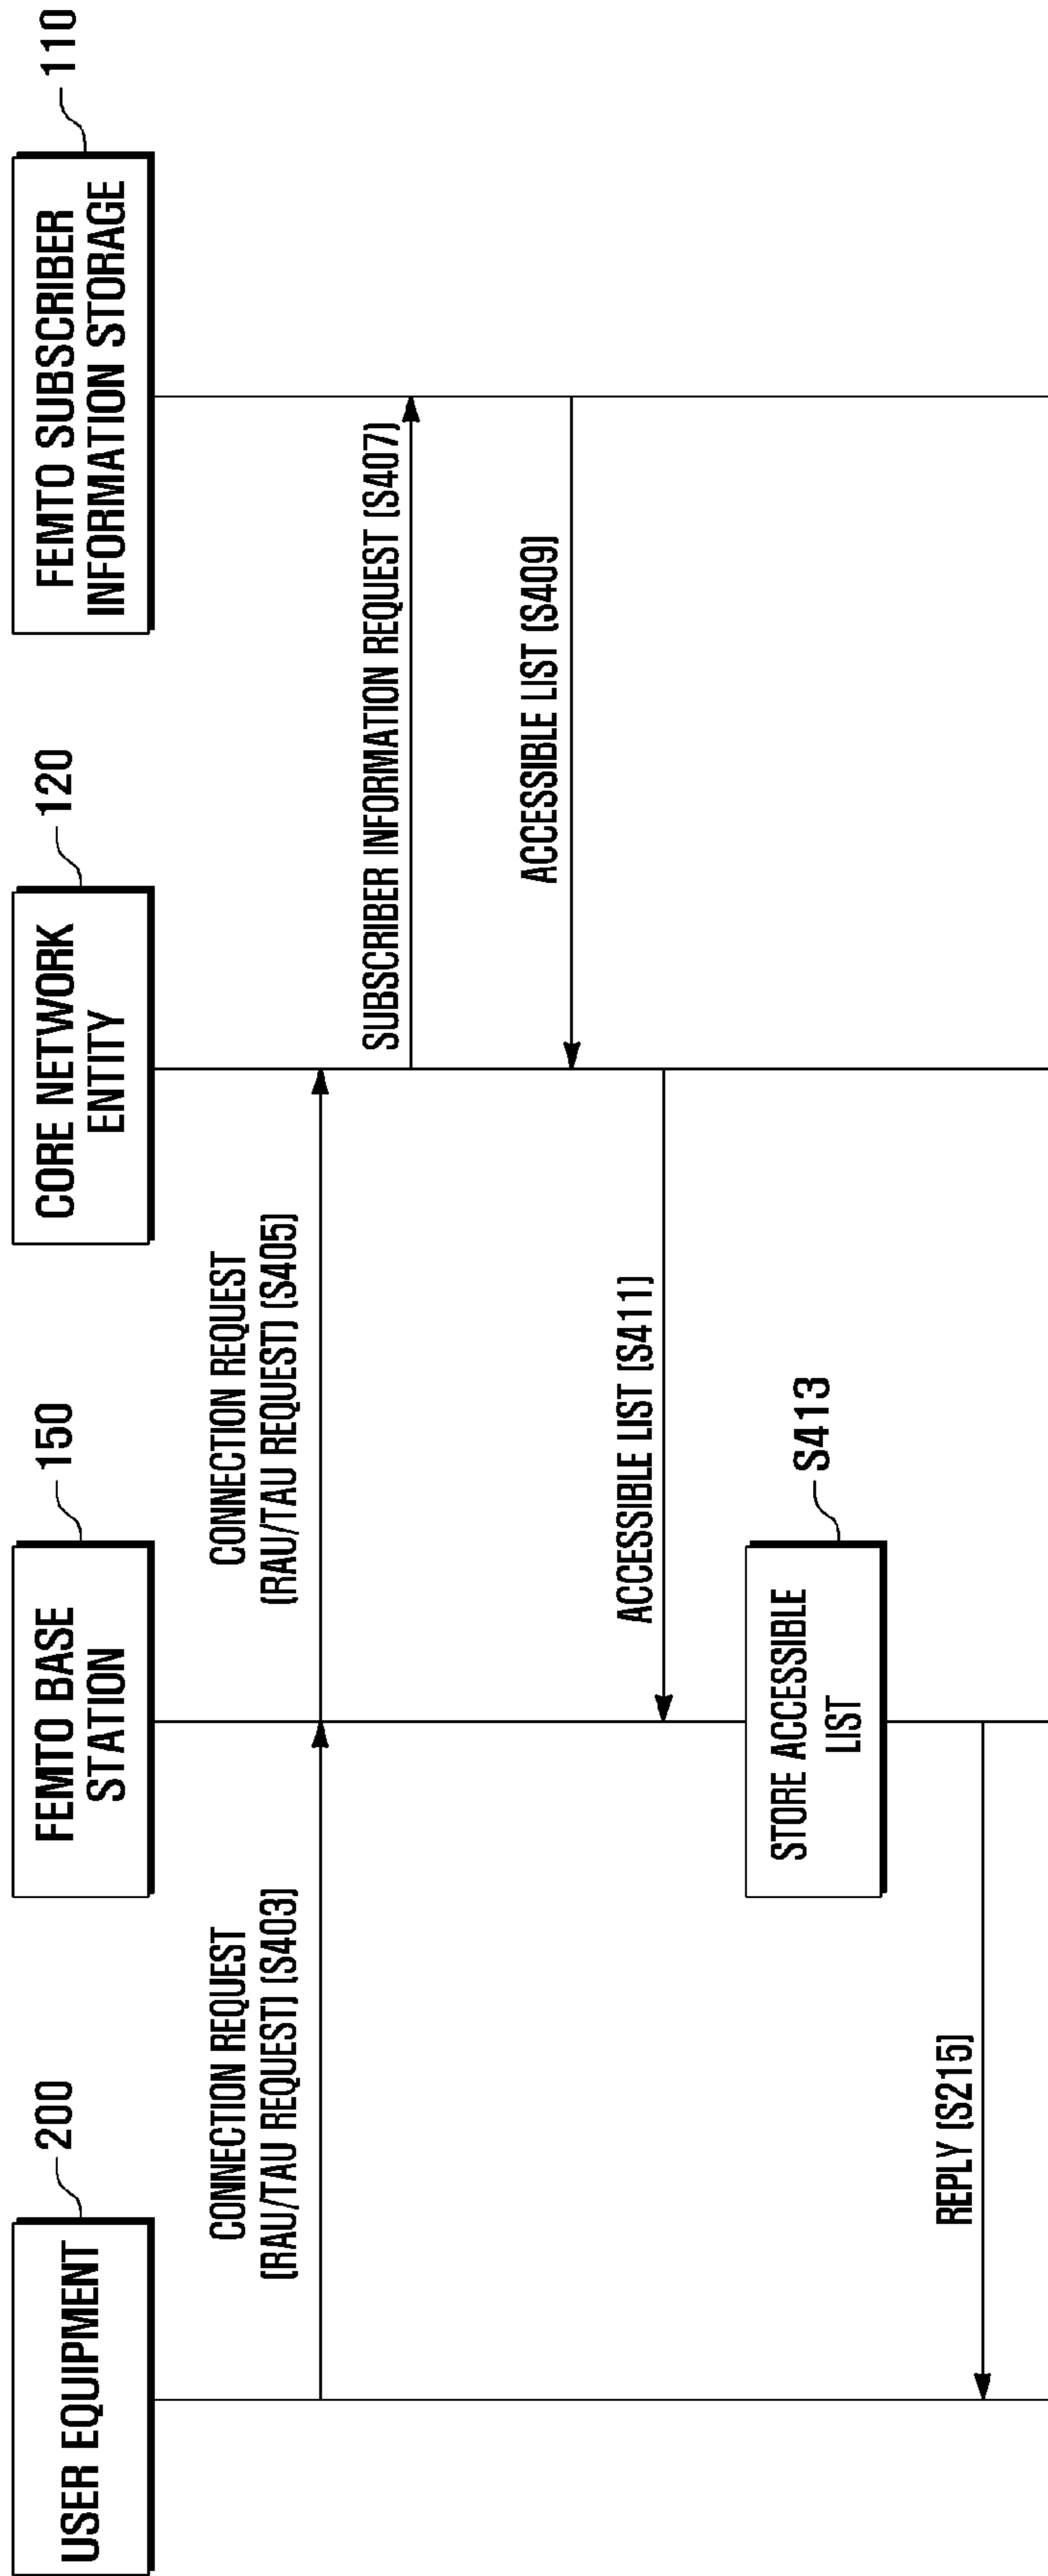 USER EQUIPMENT
200
FEMTO BASE
STATION
150
CORE NETWORK
ENTITY
120
FEMTO SUBSCRIBER
INFORMATION STORAGE
110
CONNECTION REQUEST
(RAU/TAU REQUEST) (S403)
CONNECTION REQUEST
(RAU/TAU REQUEST) (S405)
SUBSCRIBER INFORMATION REQUEST (S407)
ACCESSIBLE LIST (S409)
ACCESSIBLE LIST (S411)
STORE ACCESSIBLE
LIST
S413
REPLY (S215)